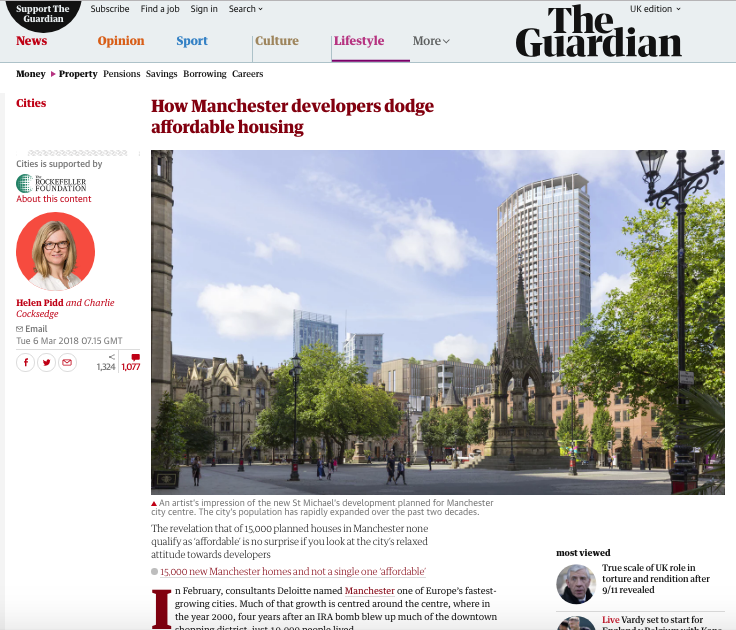 Support The
Guardian
Subscribe Find a job Sign in Search
UK edition
The
Guardian
News Opinion Sport Culture Lifestyle More
Money Property Pensions Savings Borrowing Careers
Cities
How Manchester developers dodge
affordable housing
Cities is supported by
The
ROCKEFELLER
FOUNDATION
About this content
Helen Pidd and Charlie
Cocksedge
Email
Tue 6 Mar 2018 07.15 GMT
1,324 1,077
An artist's impression of the new St Michael's development planned for Manchester
city centre. The city's population has rapidly expanded over the past two decades.
The revelation that of 15,000 planned houses in Manchester none
qualify as 'affordable' is no surprise if you look at the city's relaxed
attitude towards developers
15,000 new Manchester homes and not a single one 'affordable'
In February, consultants Deloitte named Manchester one of Europe's fastest-
growing cities. Much of that growth is centred around the centre, where in
the year 2000, four years after an IRA bomb blew up much of the downtown
shopping district, just 10,000 people lived.
most viewed
True scale of UK role in
torture and rendition after
9/11 revealed
Live Vardy set to start for